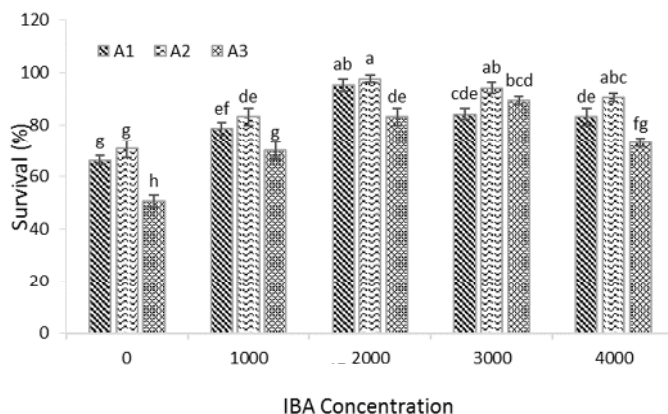 120
A1 A2 A3
100
80
60
40
20
0
Survival (%)
g g h
ef de g
ab a de
cde ab bcd
de abc fg
0 1000 2000 3000 4000
IBA Concentration